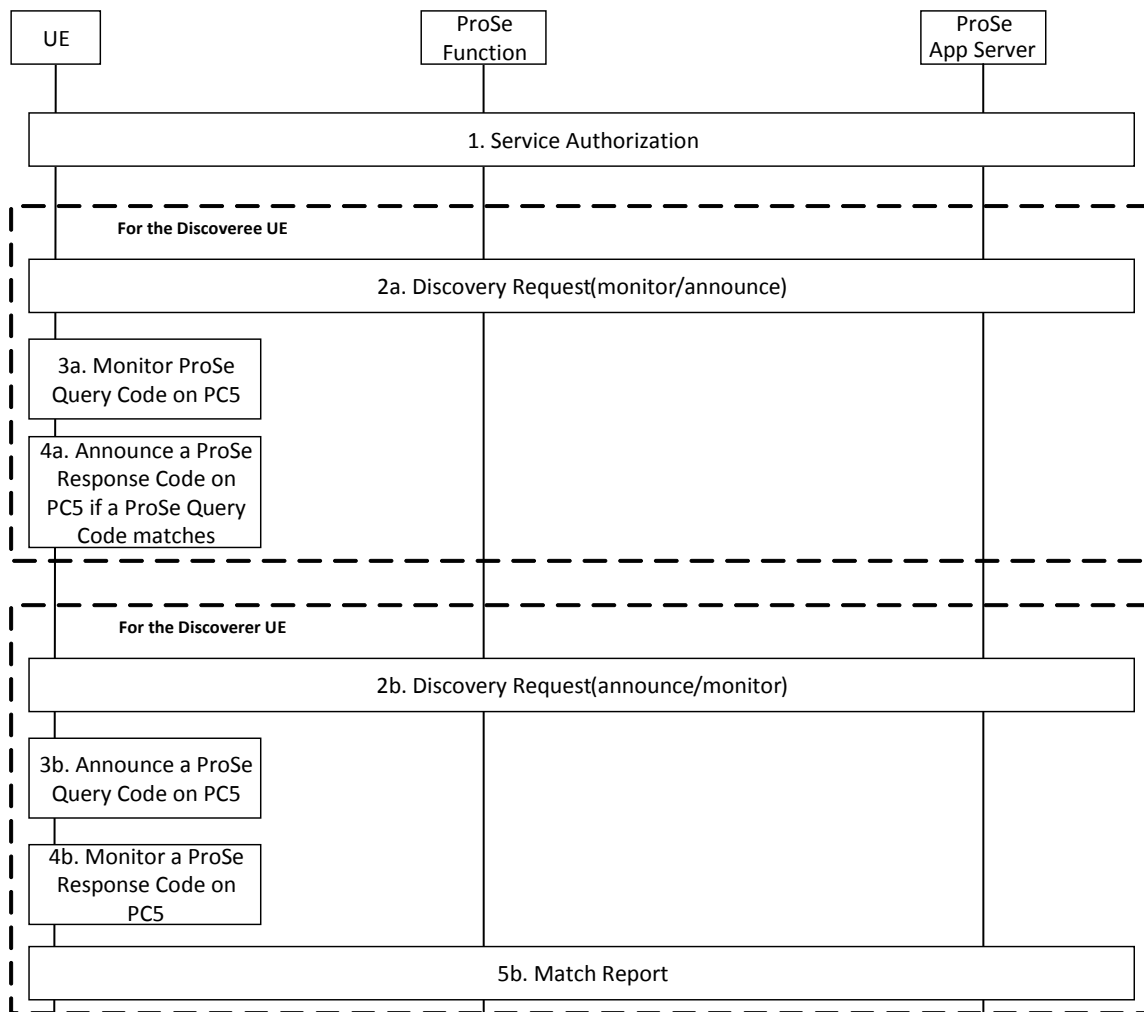 UE
ProSe
Function
ProSe
App Server
1. Service Authorization
For the Discoveree UE
2a. Discovery Request(monitor/announce)
3a. Monitor ProSe
Query Code on PC5
4a. Announce a ProSe
Response Code on
PC5 if a ProSe Query
Code matches
For the Discoverer UE
2b. Discovery Request(announce/monitor)
3b. Announce a ProSe
Query Code on PC5
4b. Monitor a ProSe
Response Code on
PC5
5b. Match Report